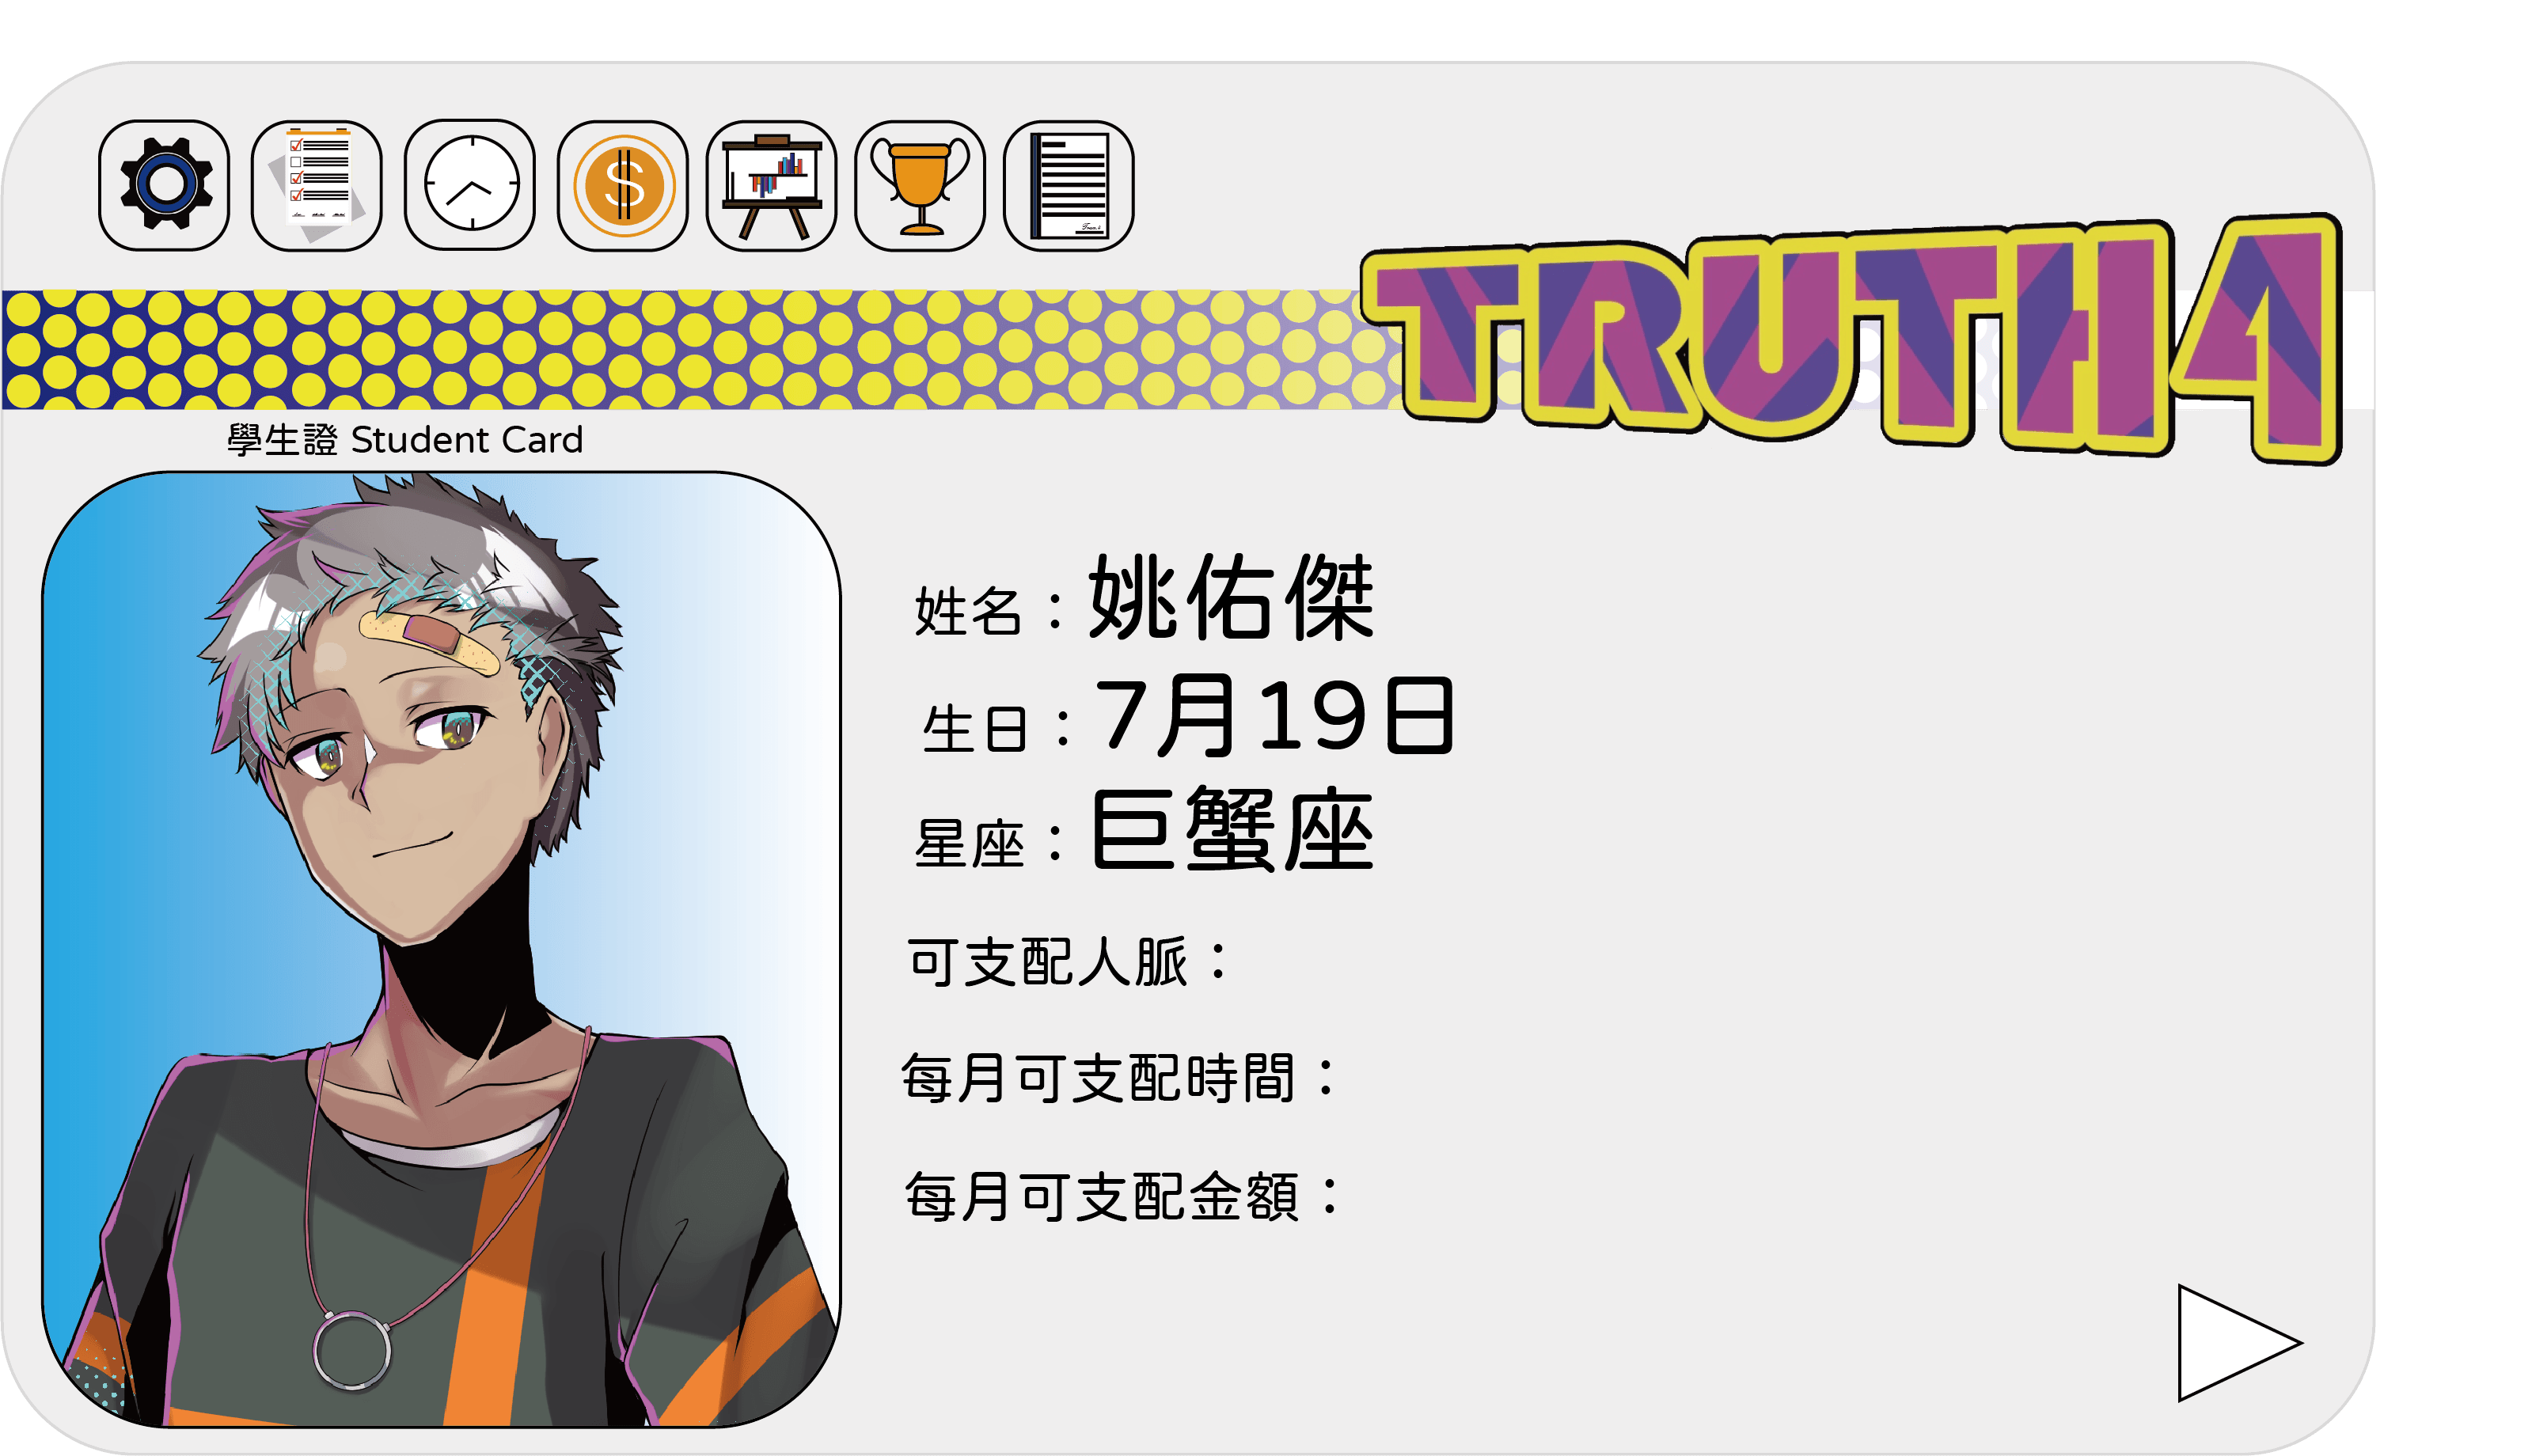 $
TRUTH4
學生證 Student Card
姓名：姚佑傑
生日：7月19日
星座：巨蟹座
可支配人脈：
每月可支配時間：
每月可支配金額：